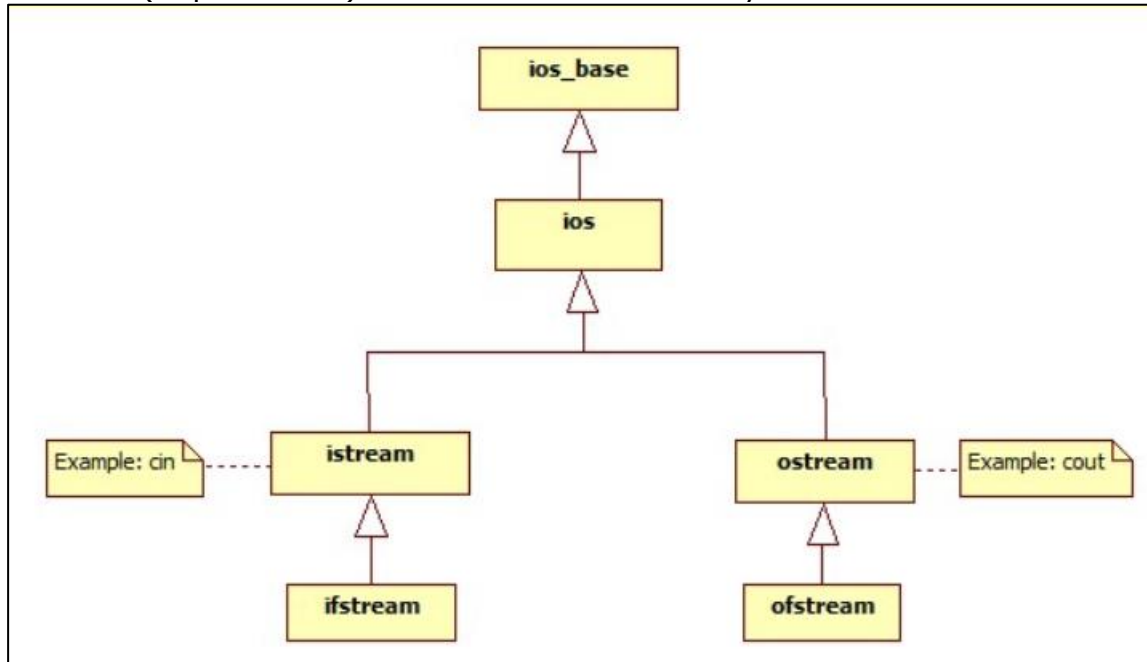 ios_base
ios
Example: cin
istream
ostream
Example: cout
ifstream
ofstream